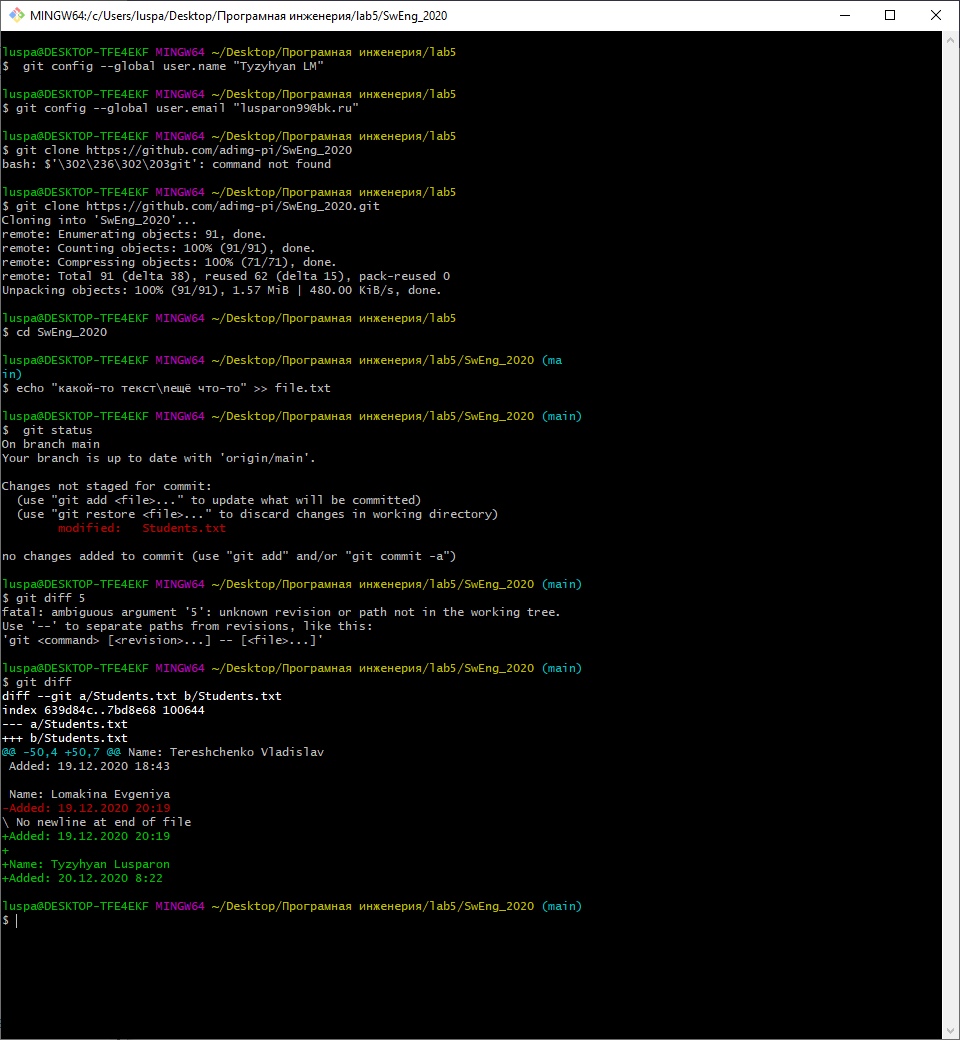 MINGW64:/c/Users/luspa/Desktop/Програмная инженерия/lab5/SwEng_2020
luspa@DESKTOP-TFE4EKF MINGW64 ~/Desktop/Програмная инженерия/lab5
$  git config --global user.name "Tyzyhyan LM"
luspa@DESKTOP-TFE4EKF MINGW64 ~/Desktop/Програмная инженерия/lab5
$ git config --global user.email "lusparon99@bk.ru"
luspa@DESKTOP-TFE4EKF MINGW64 ~/Desktop/Програмная инженерия/lab5
$ git clone https://github.com/adimg-pi/SwEng_2020
bash: $'\302\236\302\203git': command not found
luspa@DESKTOP-TFE4EKF MINGW64 ~/Desktop/Програмная инженерия/lab5
$ git clone https://github.com/adimg-pi/SwEng_2020.git
Cloning into 'SwEng_2020'...
remote: Enumerating objects: 91, done.
remote: Counting objects: 100% (91/91), done.
remote: Compressing objects: 100% (71/71), done.
remote: Total 91 (delta 38), reused 62 (delta 15), pack-reused 0
Unpacking objects: 100% (91/91), 1.57 MiB | 480.00 KiB/s, done.
luspa@DESKTOP-TFE4EKF MINGW64 ~/Desktop/Програмная инженерия/lab5
$ cd SwEng_2020
luspa@DESKTOP-TFE4EKF MINGW64 ~/Desktop/Програмная инженерия/lab5/SwEng_2020 (ma
in)
$ echo "какой-то текст\nещё что-то" >> file.txt
luspa@DESKTOP-TFE4EKF MINGW64 ~/Desktop/Програмная инженерия/lab5/SwEng_2020 (main)
$  git status
On branch main
Your branch is up to date with 'origin/main'.
Changes not staged for commit:
  (use "git add <file>..." to update what will be committed)
  (use "git restore <file>..." to discard changes in working directory)
        modified:   Students.txt
no changes added to commit (use "git add" and/or "git commit -a")
luspa@DESKTOP-TFE4EKF MINGW64 ~/Desktop/Програмная инженерия/lab5/SwEng_2020 (main)
$ git diff 5
fatal: ambiguous argument '5': unknown revision or path not in the working tree.
Use '--' to separate paths from revisions, like this:
'git <command> [<revision>...] -- [<file>...]'
luspa@DESKTOP-TFE4EKF MINGW64 ~/Desktop/Програмная инженерия/lab5/SwEng_2020 (main)
$ git diff
diff --git a/Students.txt b/Students.txt
index 639d84c..7bd8e68 100644
--- a/Students.txt
+++ b/Students.txt
@@ -50,4 +50,7 @@ Name: Tereshchenko Vladislav
 Added: 19.12.2020 18:43
 Name: Lomakina Evgeniya
-Added: 19.12.2020 20:19
\ No newline at end of file
+Added: 19.12.2020 20:19
+
+Name: Tyzyhyan Lusparon
+Added: 20.12.2020 8:22
luspa@DESKTOP-TFE4EKF MINGW64 ~/Desktop/Програмная инженерия/lab5/SwEng_2020 (main)
$